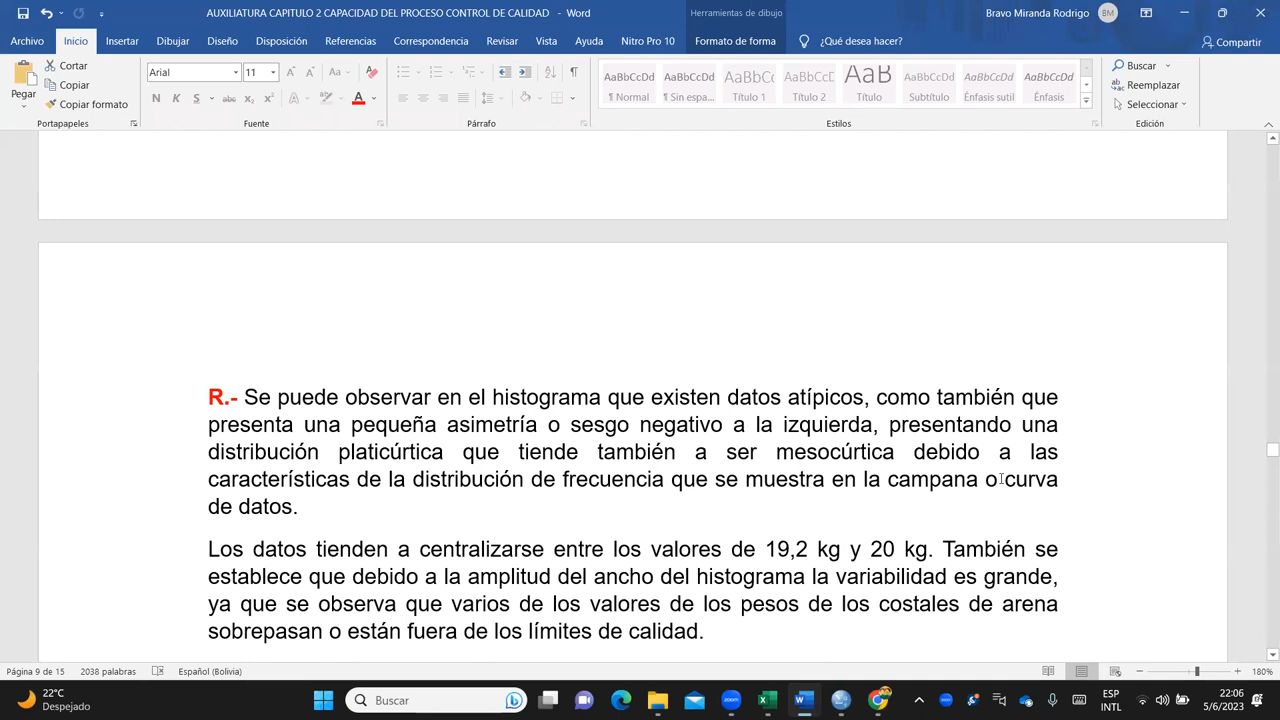 AUXILIATURA CAPITULO 2 CAPACIDAD DEL PROCESO CONTROL DE CALIDAD - Word
Herramientas de dibujo
Bravo Miranda Rodrigo
BM
Archivo Inicio Insertar Dibujar Diseño Disposición Referencias Correspondencia Revisar Vista Ayuda Nitro Pro 10 Formato de forma ¿Qué desea hacer? Compartir
Pegar
Cortar
Copiar
Copiar formato
Portapapeles
Arial 11
N K S abc x₂ x²
Aa
A A
Fuente
Párrafo
AaBbCcDd
¶ Normal
AaBbCcDd
¶ Sin espa...
AaBbCc
Título 1
AaBbCcD
Título 2
AaB
Título
AaBbCcD
Subtítulo
AaBbCcDd
Énfasis sutil
AaBbCcDd
Énfasis
Estilos
Buscar
Reemplazar
Seleccionar
Edición
R.- Se puede observar en el histograma que existen datos atípicos, como también que
presenta una pequeña asimetría o sesgo negativo a la izquierda, presentando una
distribución platicúrtica que tiende también a ser mesocúrtica debido a las
características de la distribución de frecuencia que se muestra en la campana o curva
de datos.
Los datos tienden a centralizarse entre los valores de 19,2 kg y 20 kg. También se
establece que debido a la amplitud del ancho del histograma la variabilidad es grande,
ya que se observa que varios de los valores de los pesos de los costales de arena
sobrepasan o están fuera de los límites de calidad.
Página 9 de 15 2038 palabras Español (Bolivia) 180%
22°C
Despejado
Buscar
ESP
INTL
22:06
5/6/2023